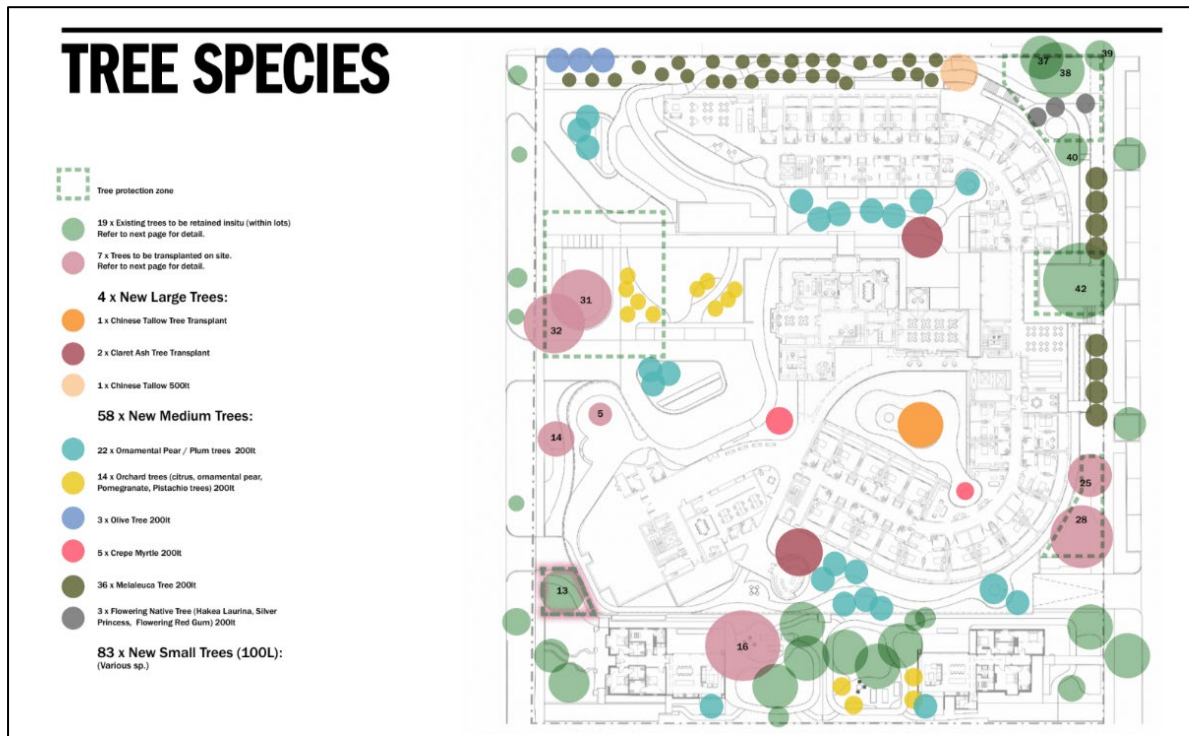 TREE SPECIES
Tree protection zone
19 x Existing trees to be retained insitu (within lots)
Refer to next page for detail.
7 x Trees to be transplanted on site.
Refer to next page for detail.
4 x New Large Trees:
1 x Chinese Tallow Tree Transplant
2 x Claret Ash Tree Transplant
1 x Chinese Tallow 500lt
58 x New Medium Trees:
22 x Ornamental Pear / Plum trees 200lt
14 x Orchard trees (citrus, ornamental pear,
Pomegranate, Pistachio trees) 200lt
3 x Olive Tree 200lt
5 x Crepe Myrtle 200lt
36 x Melaleuca Tree 200lt
3 x Flowering Native Tree (Hakea Laurina, Silver
Princess, Flowering Red Gum) 200lt
83 x New Small Trees (100L):
(Various sp.)
37
39
38
40
31
42
32
5
14
25
28
13
16